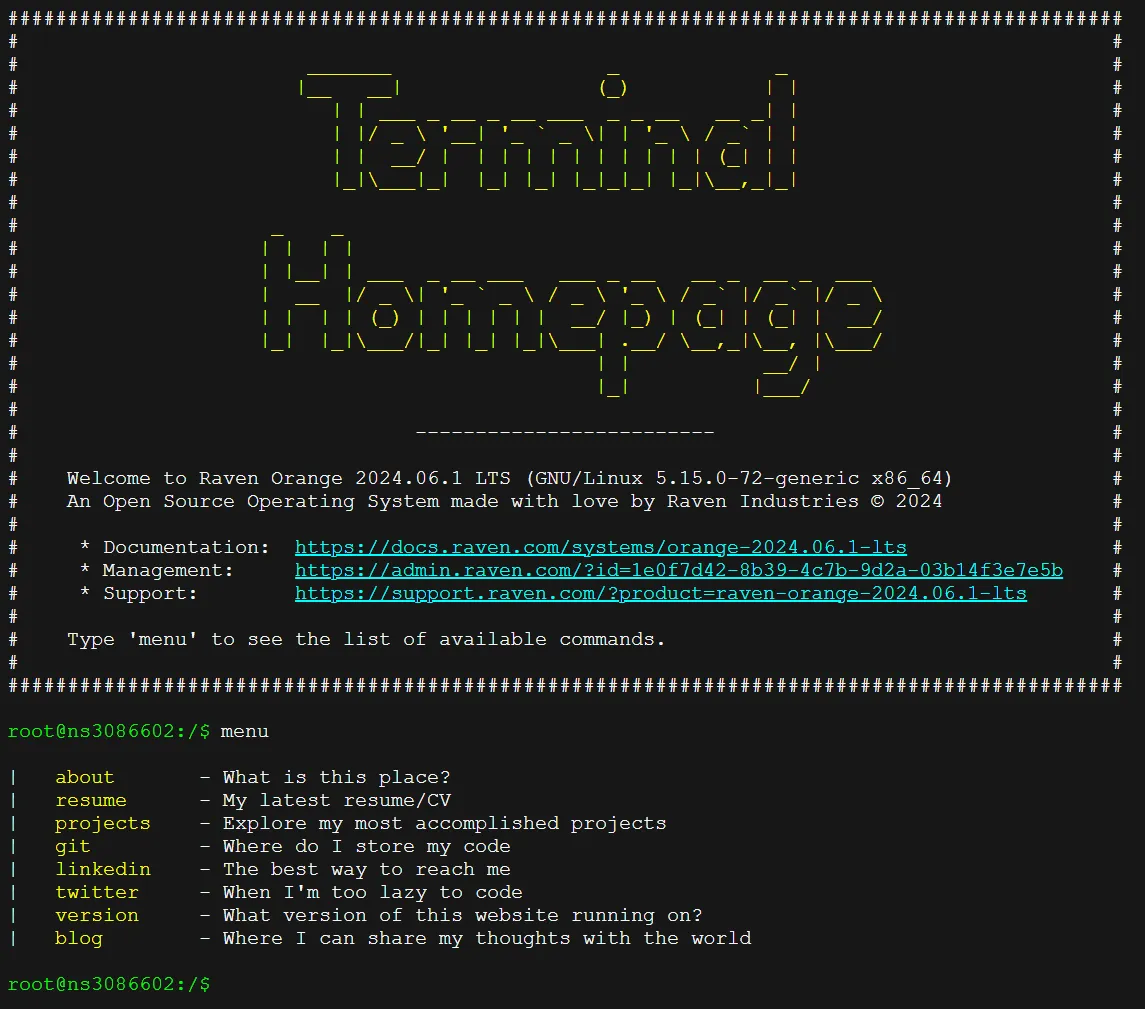 Termind
Homepage
-------------------------
Welcome to Raven Orange 2024.06.1 LTS (GNU/Linux 5.15.0-72-generic x86_64)
An Open Source Operating System made with love by Raven Industries © 2024
* Documentation: https://docs.raven.com/systems/orange-2024.06.1-lts
* Management: https://admin.raven.com/?id=1e0f7d42-8b39-4c7b-9d2a-03b14f3e7e5b
* Support: https://support.raven.com/?product=raven-orange-2024.06.1-lts
Type 'menu' to see the list of available commands.
root@ns3086602:/$ menu
| about - What is this place?
| resume - My latest resume/CV
| projects - Explore my most accomplished projects
| git - Where do I store my code
| linkedin - The best way to reach me
| twitter - When I'm too lazy to code
| version - What version of this website running on?
| blog - Where I can share my thoughts with the world
root@ns3086602:/$